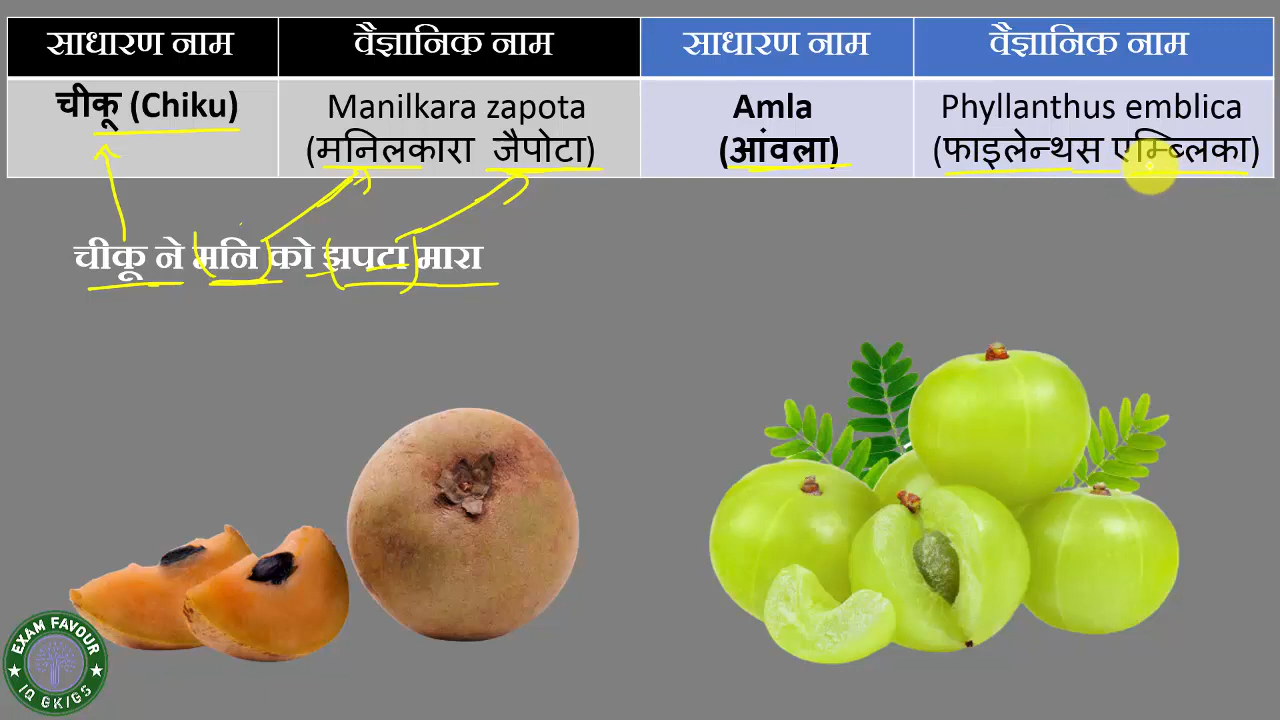 साधारण नाम वैज्ञानिक नाम साधारण नाम वैज्ञानिक नाम
चीकू (Chiku) Manilkara zapota (मनिलकारा जैपोटा) Amla (आंवला) Phyllanthus emblica (फाइलेन्थस एम्ब्लिका)
चीकू ने मनि को झपटा मारा
EXAM FAVOUR
IQ GK/GS